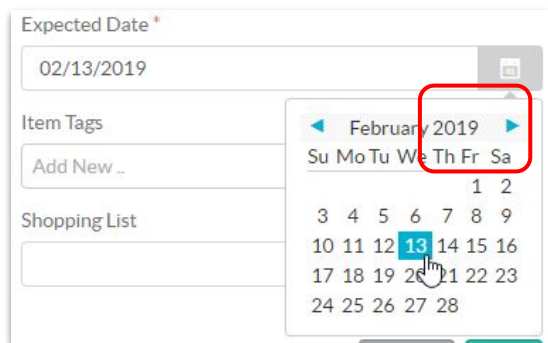 Expected Date *
02/13/2019
Item Tags
Add New ..
Shopping List
February 2019
Su Mo Tu We Th Fr Sa
1 2
3 4 5 6 7 8 9
10 11 12 13 14 15 16
17 18 19 20 21 22 23
24 25 26 27 28